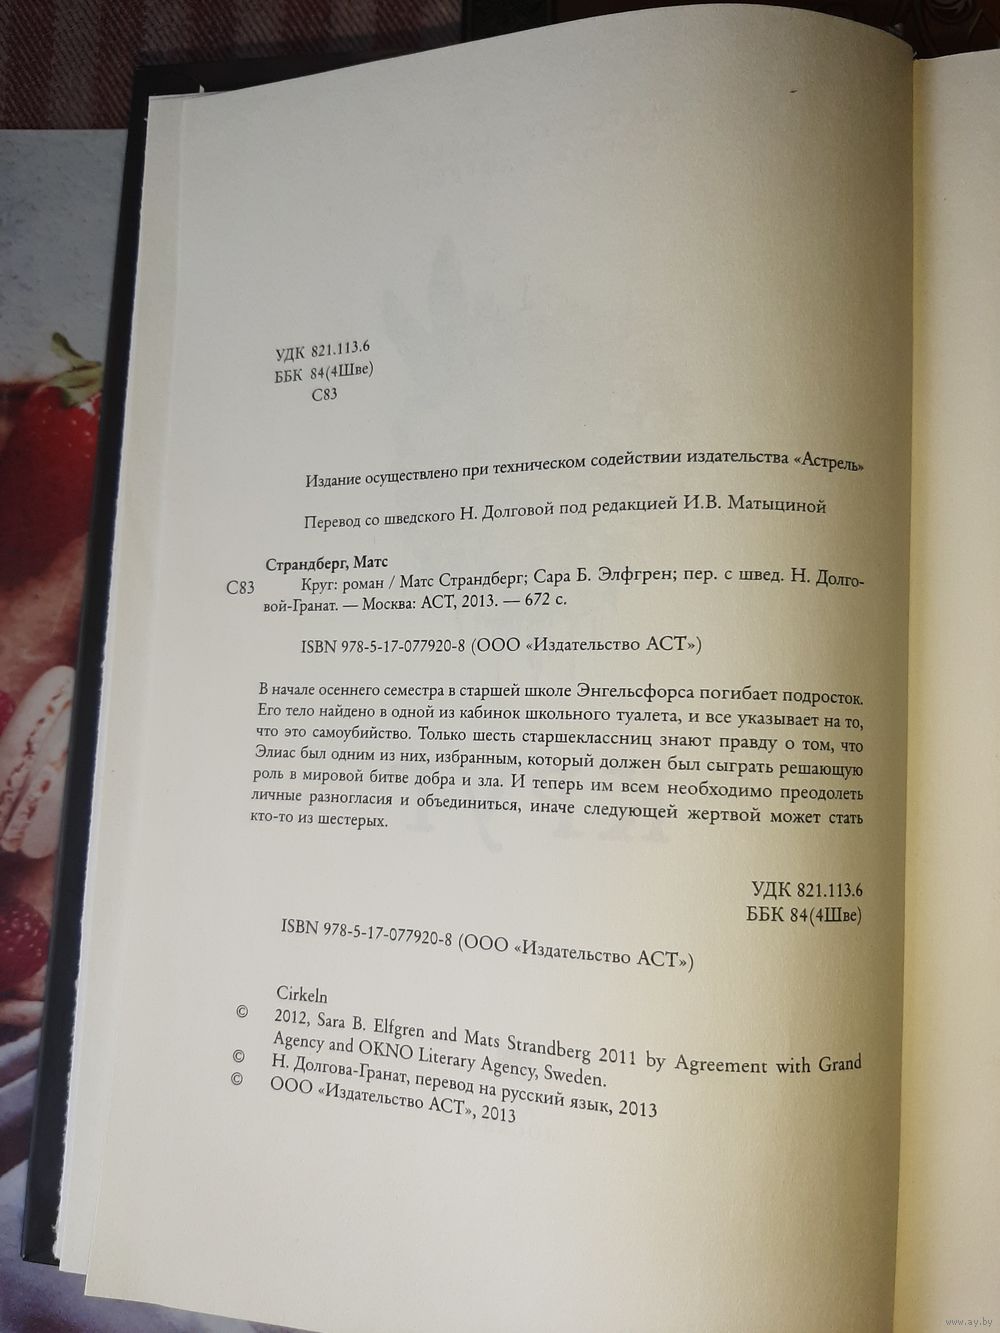 УДК 821.113.6
ББК 84(4Шве)
С83
Издание осуществлено при техническом содействии издательства «Астрель»
Перевод со шведского Н. Долговой под редакцией И.В. Матыциной
Страндберг, Матс
С83 Круг: роман / Матс Страндберг; Сара Б. Элфгрен; пер. с швед. Н. Долго-
вой-Гранат. — Москва: АСТ, 2013. — 672 с.
ISBN 978-5-17-077920-8 (ООО «Издательство АСТ»)
В начале осеннего семестра в старшей школе Энгельсфорса погибает подросток.
Его тело найдено в одной из кабинок школьного туалета, и все указывает на то,
что это самоубийство. Только шесть старшеклассниц знают правду о том, что
Элиас был одним из них, избранным, который должен был сыграть решающую
роль в мировой битве добра и зла. И теперь им всем необходимо преодолеть
личные разногласия и объединиться, иначе следующей жертвой может стать
кто-то из шестерых.
УДК 821.113.6
ББК 84(4Шве)
ISBN 978-5-17-077920-8 (ООО «Издательство АСТ»)
Cirkeln
© 2012, Sara B. Elfgren and Mats Strandberg 2011 by Agreement with Grand
Agency and OKNO Literary Agency, Sweden.
© Н. Долгова-Гранат, перевод на русский язык, 2013
© ООО «Издательство АСТ», 2013
www.ay.by